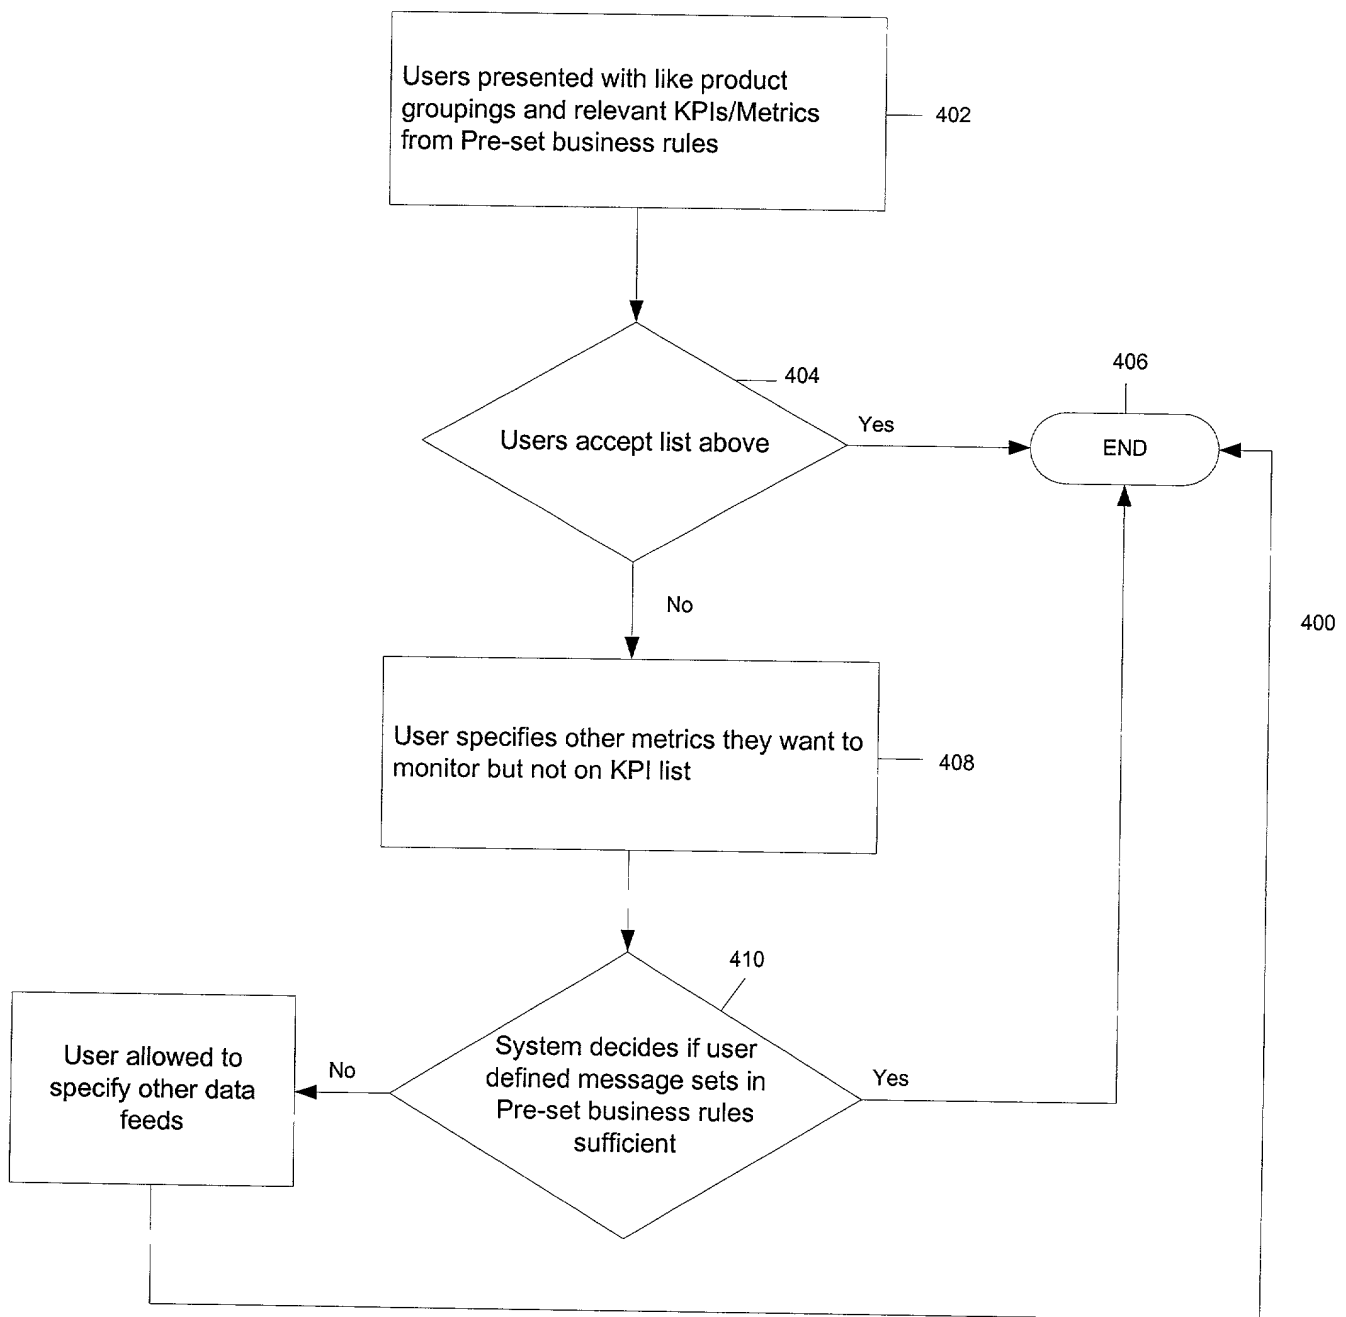 Users presented with like product
groupings and relevant KPIs/Metrics
from Pre-set business rules
402
404
406
Users accept list above
Yes
END
No
400
User specifies other metrics they want to
monitor but not on KPI list
408
410
User allowed to
specify other data
feeds
No
System decides if user
defined message sets in
Pre-set business rules
sufficient
Yes